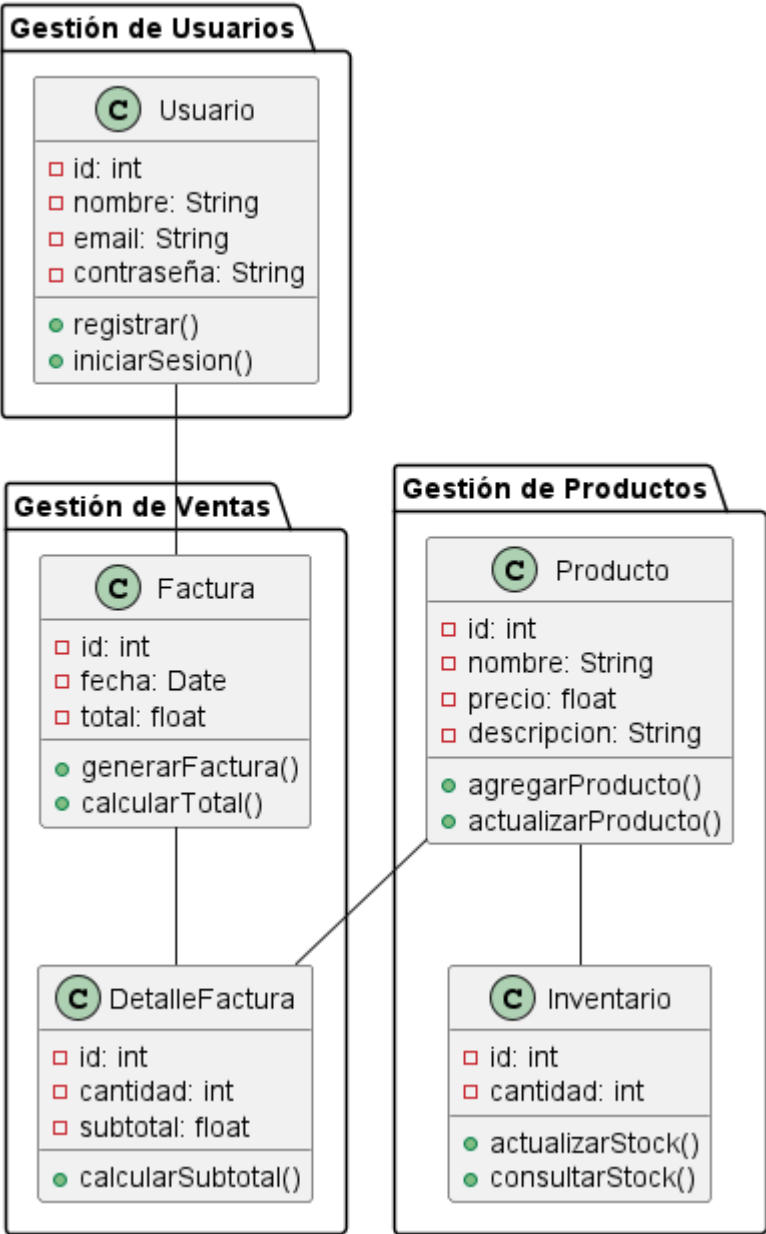 Gestión de Usuarios
C Usuario
id: int
nombre: String
email: String
contraseña: String
registrar()
iniciarSesion()
Gestión de Ventas
C Factura
id: int
fecha: Date
total: float
generarFactura()
calcularTotal()
C DetalleFactura
id: int
cantidad: int
subtotal: float
calcularSubtotal()
Gestión de Productos
C Producto
id: int
nombre: String
precio: float
descripcion: String
agregarProducto()
actualizarProducto()
C Inventario
id: int
cantidad: int
actualizarStock()
consultarStock()